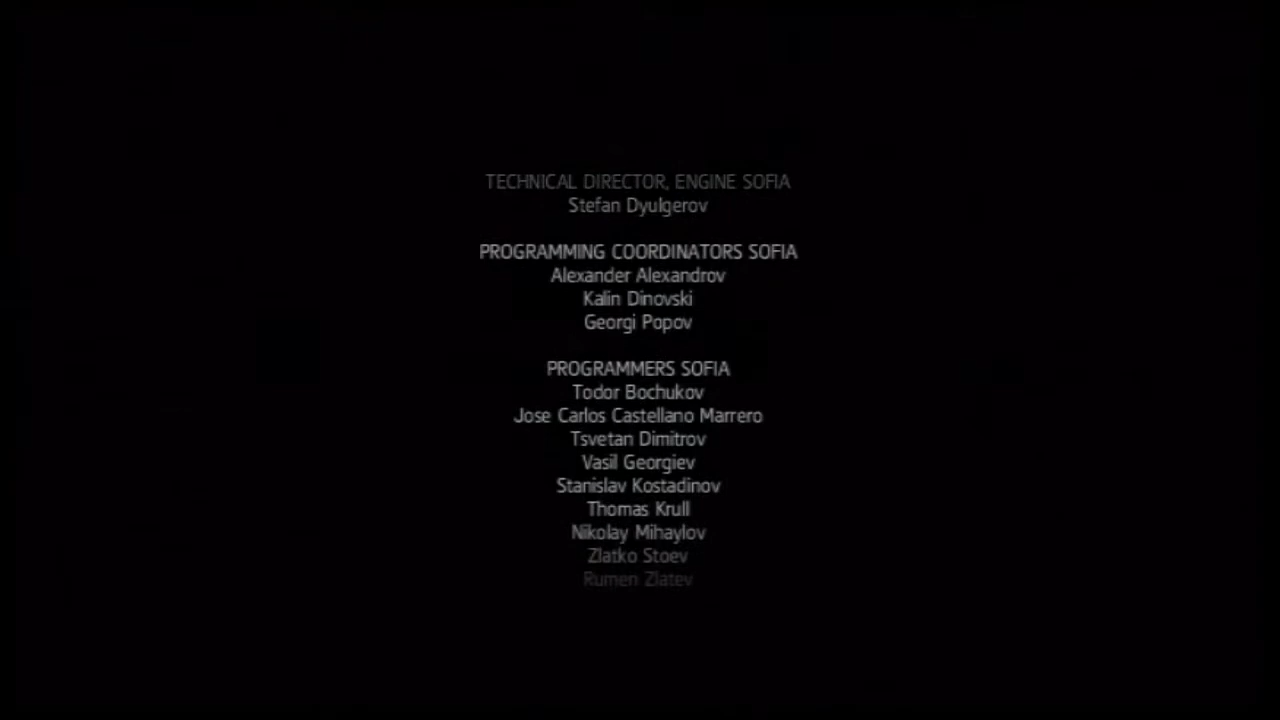 TECHNICAL DIRECTOR, ENGINE SOFIA
Stefan Dyulgerov
PROGRAMMING COORDINATORS SOFIA
Alexander Alexandrov
Kalin Dinovski
Georgi Popov
PROGRAMMERS SOFIA
Todor Bochukov
Jose Carlos Castellano Marrero
Tsvetan Dimitrov
Vasil Georgiev
Stanislav Kostadinov
Thomas Krull
Nikolay Mihaylov
Zlatko Stoev
Rumen Zlatev